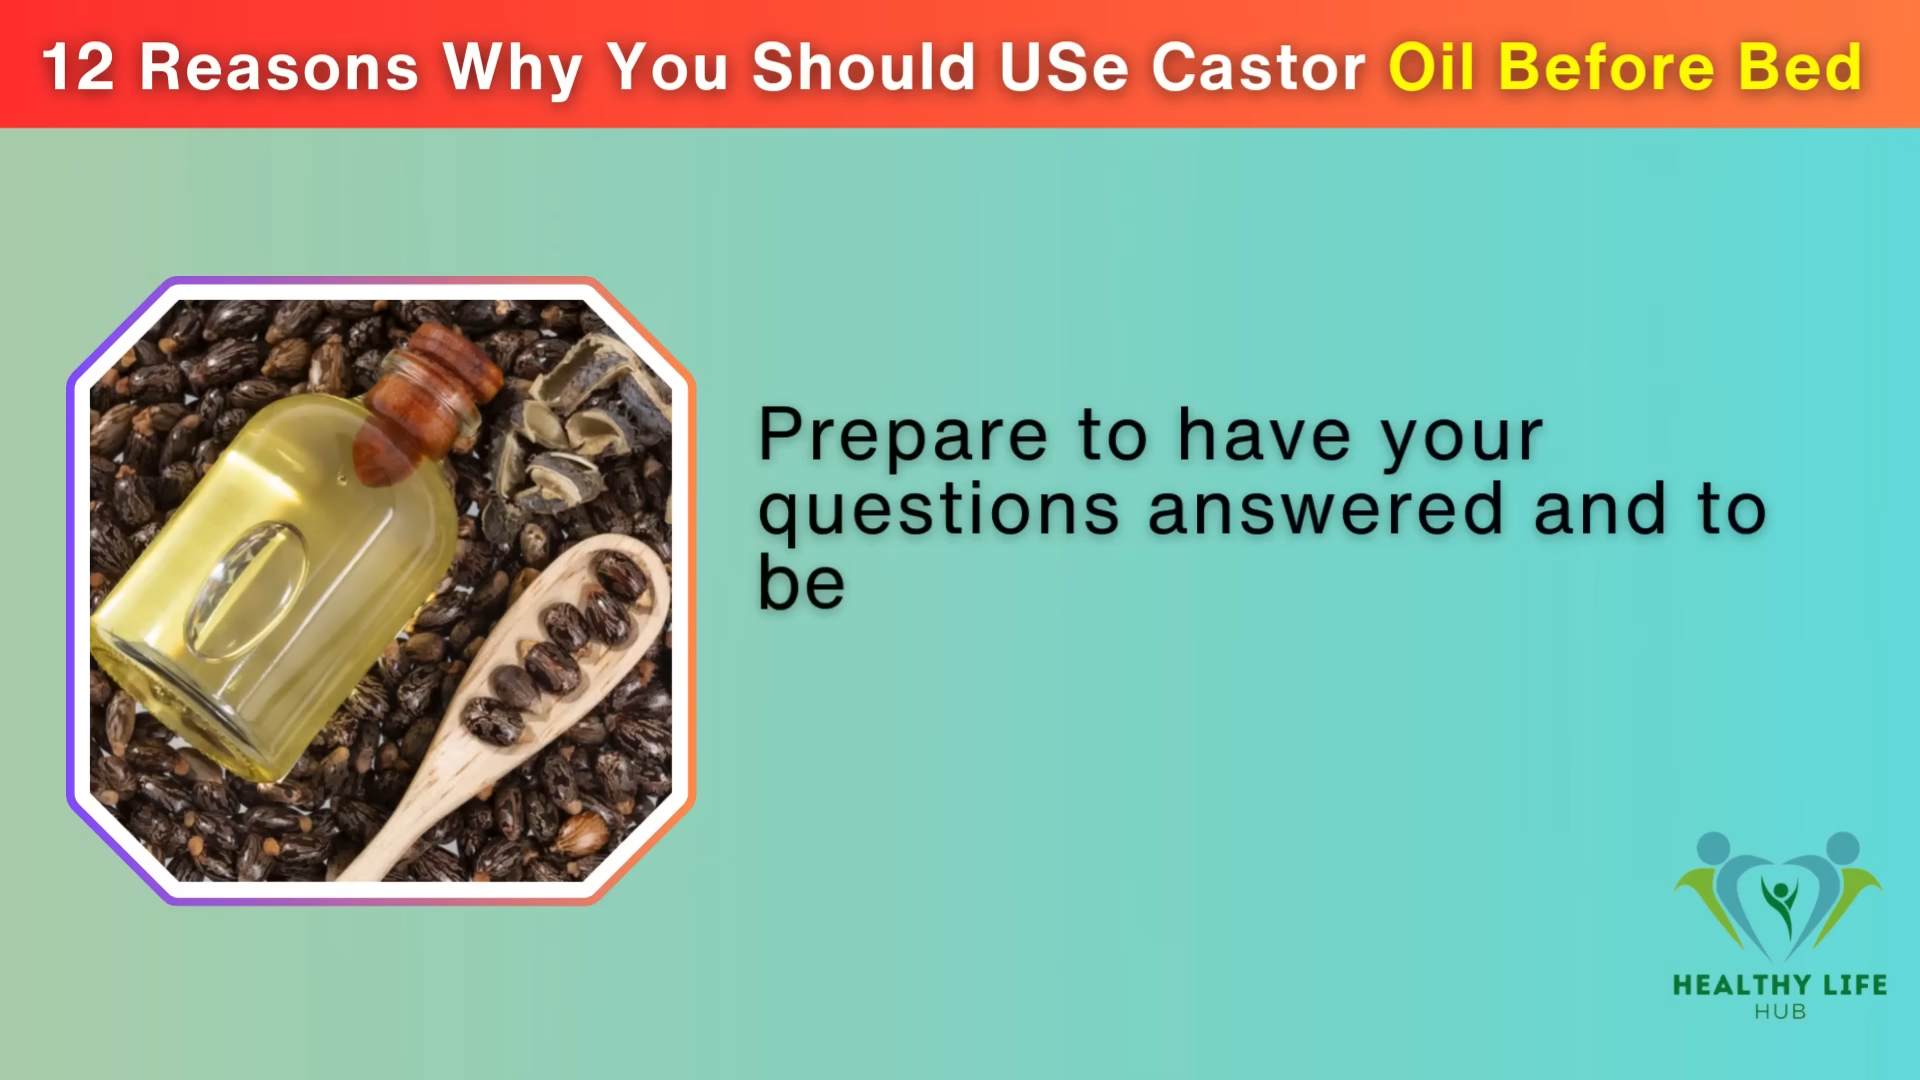 12 Reasons Why You Should USe Castor Oil Before Bed
Prepare to have your
questions answered and to
be
HEALTHY LIFE
HUB